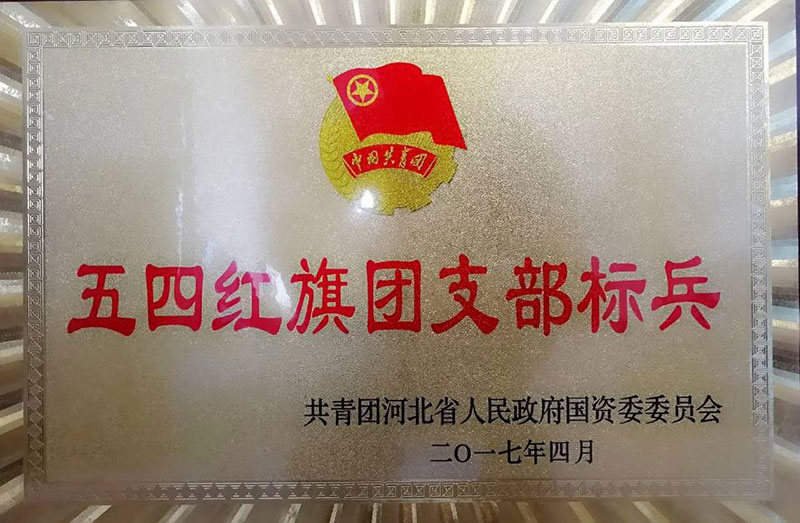 中国共青团
五四红旗团支部标兵
共青团河北省人民政府国资委委员会
二〇一七年四月